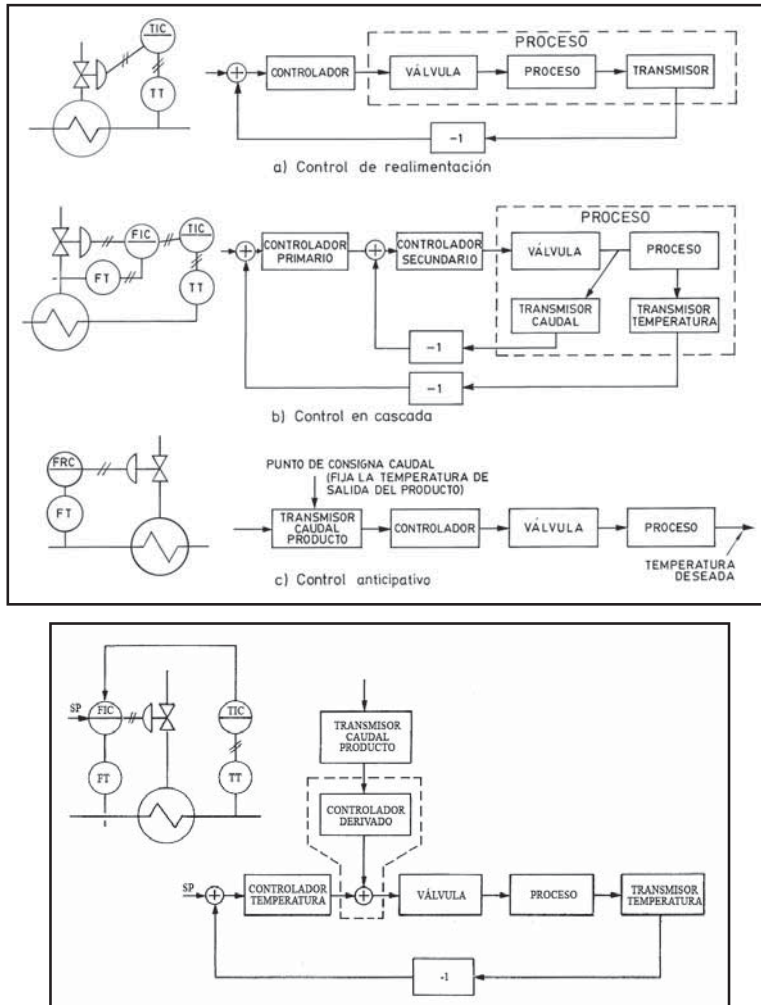 TIC
TT
PROCESO
CONTROLADOR
VÁLVULA
PROCESO
TRANSMISOR
-1
a) Control de realimentación
FIC
TIC
FT
TT
PROCESO
CONTROLADOR
PRIMARIO
CONTROLADOR
SECUNDARIO
VÁLVULA
PROCESO
TRANSMISOR
CAUDAL
TRANSMISOR
TEMPERATURA
-1
-1
b) Control en cascada
FRC
FT
PUNTO DE CONSIGNA CAUDAL
(FIJA LA TEMPERATURA DE
SALIDA DEL PRODUCTO)
TRANSMISOR
CAUDAL
PRODUCTO
CONTROLADOR
VÁLVULA
PROCESO
TEMPERATURA
DESEADA
c) Control anticipativo
SP
FIC
TIC
FT
TT
TRANSMISOR
CAUDAL
PRODUCTO
CONTROLADOR
DERIVADO
SP
CONTROLADOR
TEMPERATURA
VÁLVULA
PROCESO
TRANSMISOR
TEMPERATURA
-1